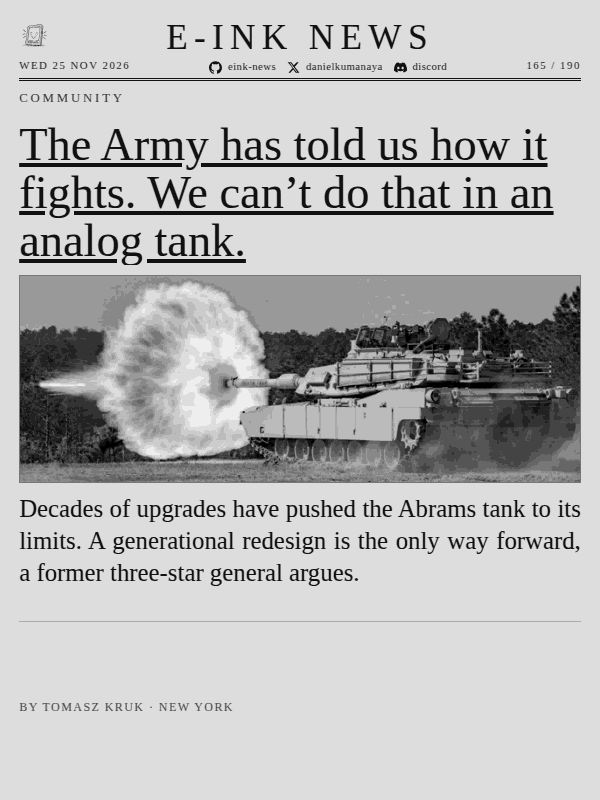 E-INK NEWS
WED 25 NOV 2026
eink-news danielkumanaya discord
165 / 190
COMMUNITY
The Army has told us how it
fights. We can’t do that in an
analog tank.
Decades of upgrades have pushed the Abrams tank to its
limits. A generational redesign is the only way forward,
a former three-star general argues.
BY TOMASZ KRUK · NEW YORK